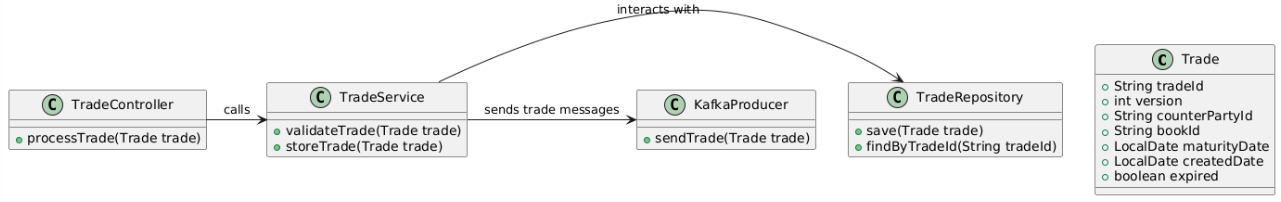 interacts with
C TradeController
processTrade(Trade trade)
calls
C TradeService
validateTrade(Trade trade)
storeTrade(Trade trade)
sends trade messages
C KafkaProducer
sendTrade(Trade trade)
C TradeRepository
save(Trade trade)
findByTradeId(String tradeId)
C Trade
String tradeId
int version
String counterPartyId
String bookId
LocalDate maturityDate
LocalDate createdDate
boolean expired